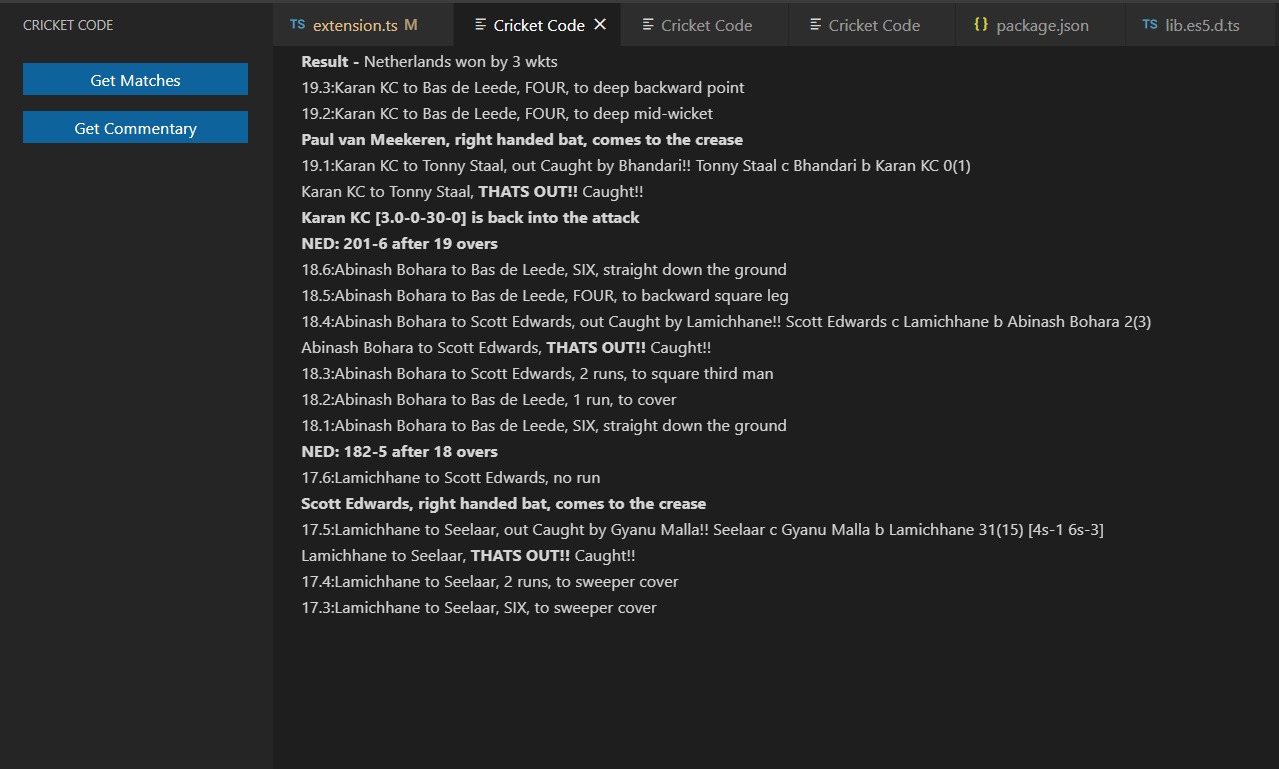 CRICKET CODE
TS extension.ts M
Cricket Code
Cricket Code
Cricket Code
{} package.json
TS lib.es5.d.ts
Get Matches
Get Commentary
Result - Netherlands won by 3 wkts
19.3:Karan KC to Bas de Leede, FOUR, to deep backward point
19.2:Karan KC to Bas de Leede, FOUR, to deep mid-wicket
Paul van Meekeren, right handed bat, comes to the crease
19.1:Karan KC to Tonny Staal, out Caught by Bhandari!! Tonny Staal c Bhandari b Karan KC 0(1)
Karan KC to Tonny Staal, THATS OUT!! Caught!!
Karan KC [3.0-0-30-0] is back into the attack
NED: 201-6 after 19 overs
18.6:Abinash Bohara to Bas de Leede, SIX, straight down the ground
18.5:Abinash Bohara to Bas de Leede, FOUR, to backward square leg
18.4:Abinash Bohara to Scott Edwards, out Caught by Lamichhane!! Scott Edwards c Lamichhane b Abinash Bohara 2(3)
Abinash Bohara to Scott Edwards, THATS OUT!! Caught!!
18.3:Abinash Bohara to Scott Edwards, 2 runs, to square third man
18.2:Abinash Bohara to Bas de Leede, 1 run, to cover
18.1:Abinash Bohara to Bas de Leede, SIX, straight down the ground
NED: 182-5 after 18 overs
17.6:Lamichhane to Scott Edwards, no run
Scott Edwards, right handed bat, comes to the crease
17.5:Lamichhane to Seelaar, out Caught by Gyanu Malla!! Seelaar c Gyanu Malla b Lamichhane 31(15) [4s-1 6s-3]
Lamichhane to Seelaar, THATS OUT!! Caught!!
17.4:Lamichhane to Seelaar, 2 runs, to sweeper cover
17.3:Lamichhane to Seelaar, SIX, to sweeper cover